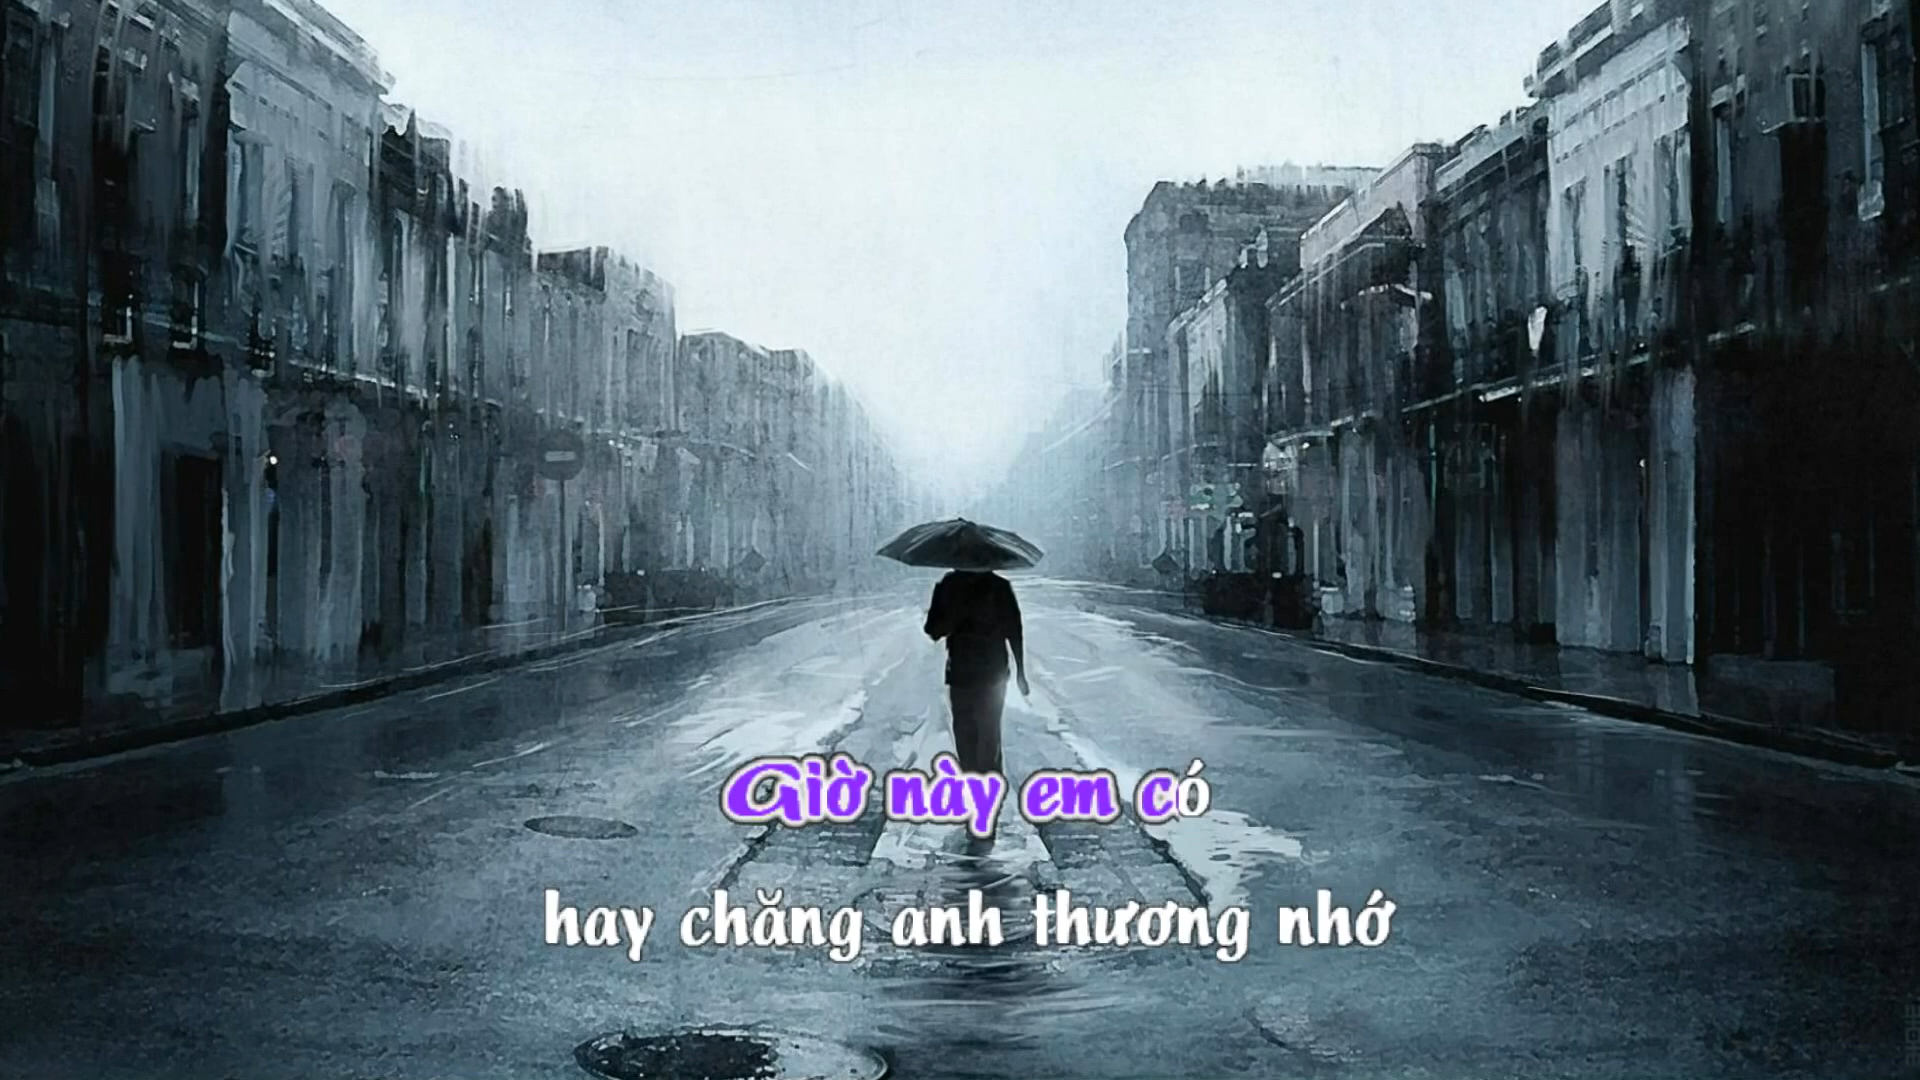 Giờ này em có
hay chăng anh thương nhớ